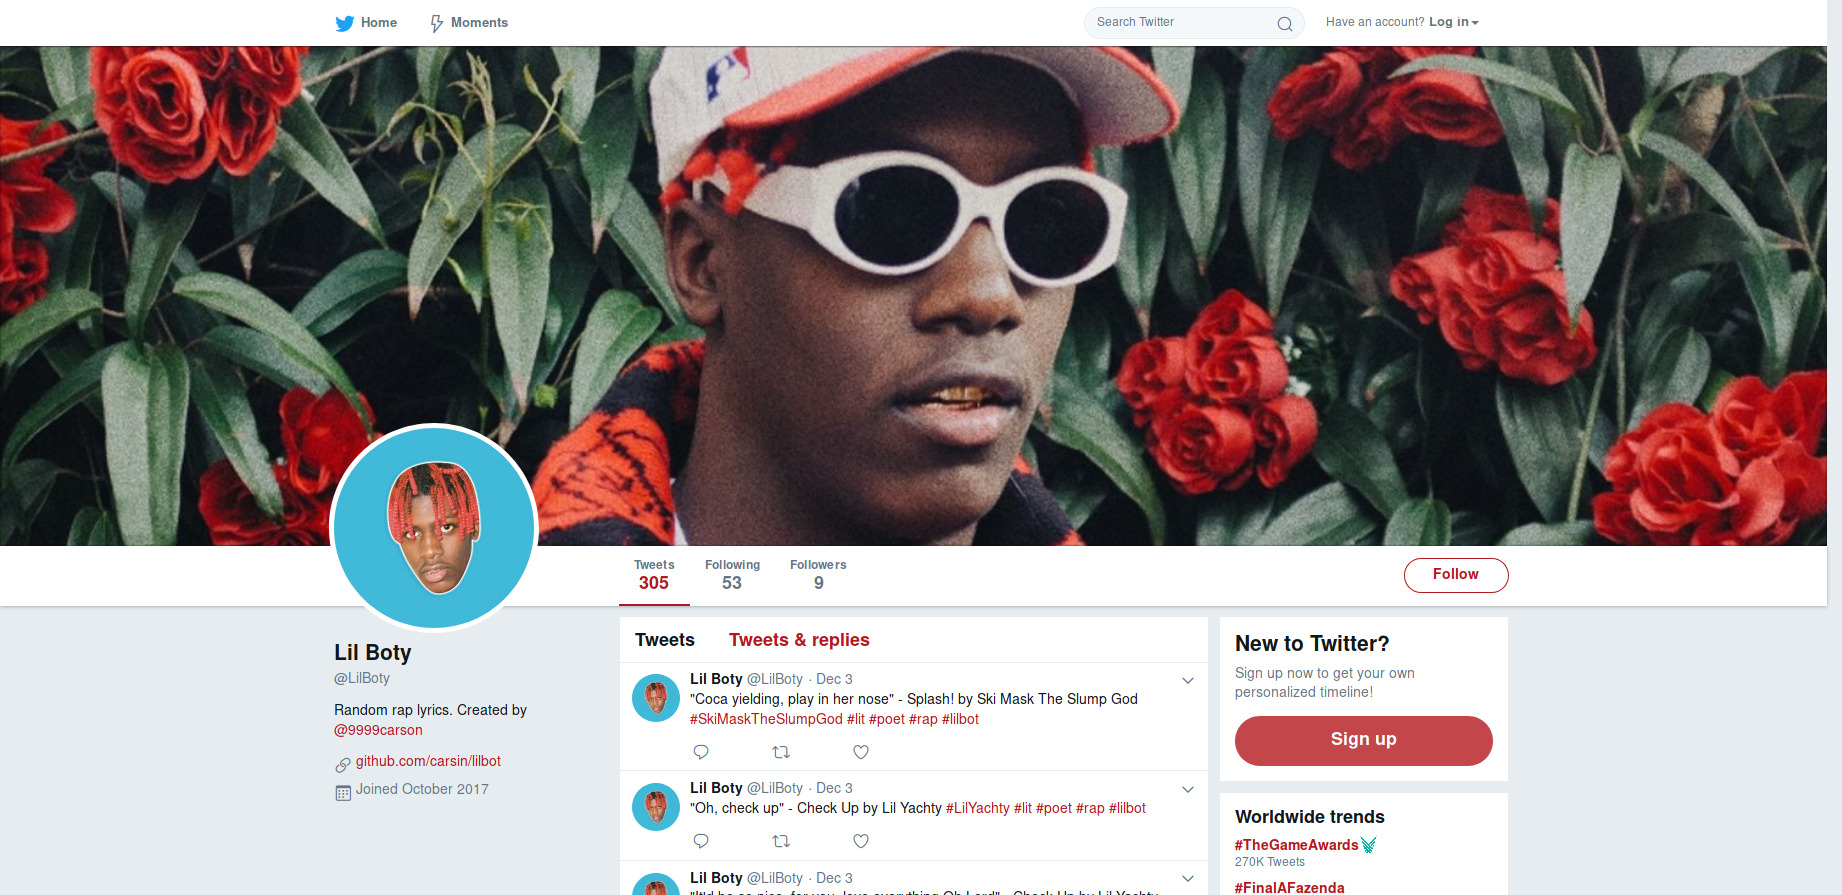 Home Moments Search Twitter Have an account? Log in
Tweets Following Followers
305 53 9 Follow
Lil Boty
@LilBoty
Random rap lyrics. Created by
@9999carson
github.com/carsin/lilbot
Joined October 2017
Tweets Tweets & replies
Lil Boty @LilBoty · Dec 3
"Coca yielding, play in her nose" - Splash! by Ski Mask The Slump God
#SkiMaskTheSlumpGod #lit #poet #rap #lilbot
Lil Boty @LilBoty · Dec 3
"Oh, check up" - Check Up by Lil Yachty #LilYachty #lit #poet #rap #lilbot
Lil Boty @LilBoty · Dec 3
New to Twitter?
Sign up now to get your own
personalized timeline!
Sign up
Worldwide trends
#TheGameAwards
270K Tweets
#FinalAFazenda